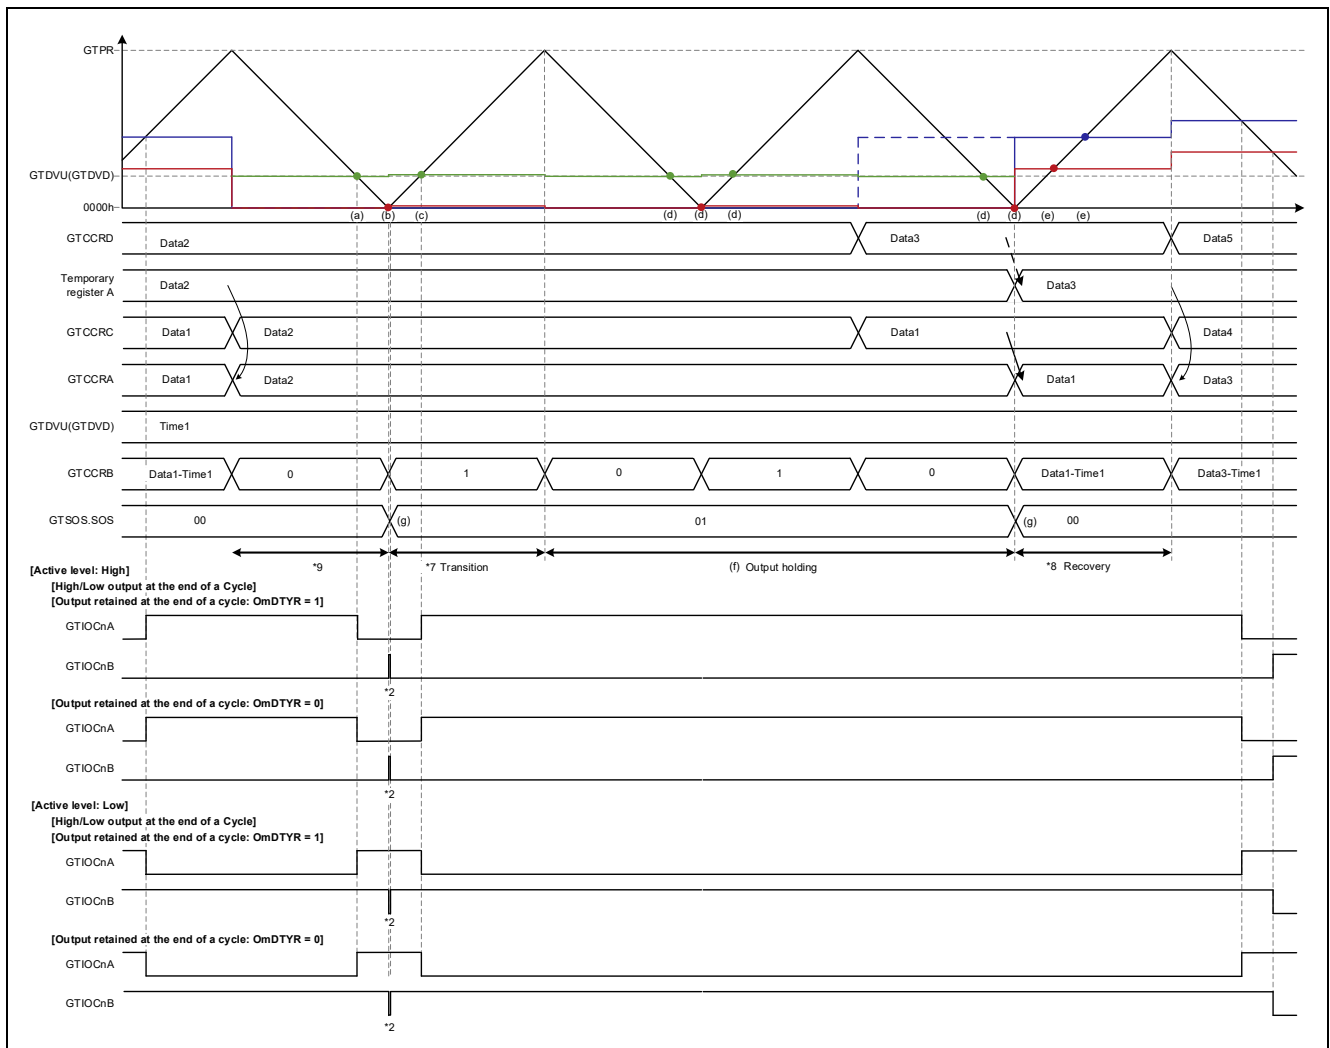 GTPR
GTDVU(GTDVD)
0000h
(a) (b) (c) (d) (d) (d) (d) (d) (e) (e)
GTCCRD Data2 Data3 Data5
Temporary
register A
Data2 Data3
GTCCRC Data1 Data2 Data1 Data4
GTCCRA Data1 Data2 Data1 Data3
GTDVU(GTDVD) Time1
GTCCRB Data1-Time1 0 1 0 1 0 Data1-Time1 Data3-Time1
GTSOS.SOS 00 (g) 01 (g) 00
*9 *7 Transition (f) Output holding *8 Recovery
[Active level: High]
[High/Low output at the end of a Cycle]
[Output retained at the end of a cycle: OmDTYR = 1]
GTIOCnA
GTIOCnB
*2
[Output retained at the end of a cycle: OmDTYR = 0]
GTIOCnA
GTIOCnB
*2
[Active level: Low]
[High/Low output at the end of a Cycle]
[Output retained at the end of a cycle: OmDTYR = 1]
GTIOCnA
GTIOCnB
*2
[Output retained at the end of a cycle: OmDTYR = 0]
GTIOCnA
GTIOCnB
*2